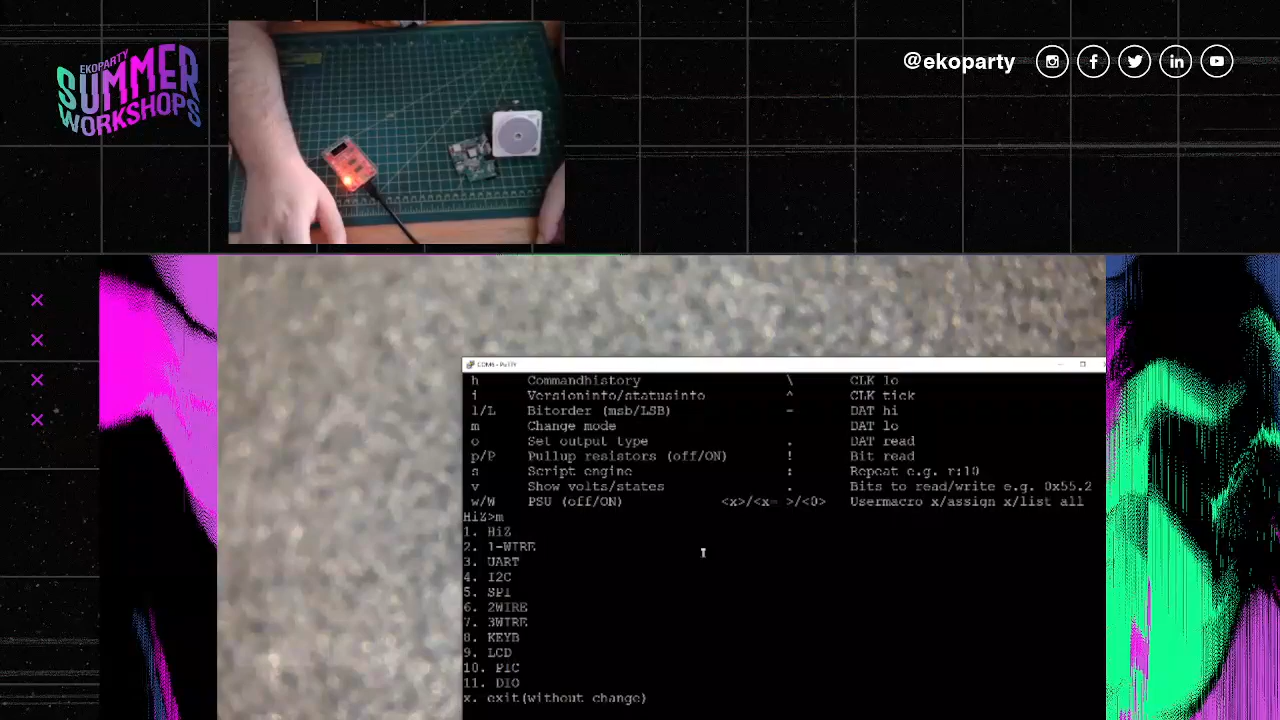 EKOPARTY
SUMMER
WORKSHOPS
@ekoparty
COM6 - PuTTY
h Commandhistory \ CLK lo
i Versioninfo/statusinfo ^ CLK tick
l/L Bitorder (msb/LSB) - DAT hi
m Change mode DAT lo
o Set output type . DAT read
p/P Pullup resistors (off/ON) ! Bit read
s Script engine : Repeat e.g. r:10
v Show volts/states . Bits to read/write e.g. 0x55.2
w/W PSU (off/ON) <x>/<x= >/<0> Usermacro x/assign x/list all
HiZ>m
1. HiZ
2. 1-WIRE
3. UART
4. I2C
5. SPI
6. 2WIRE
7. 3WIRE
8. KEYB
9. LCD
10. PIC
11. DIO
x. exit(without change)